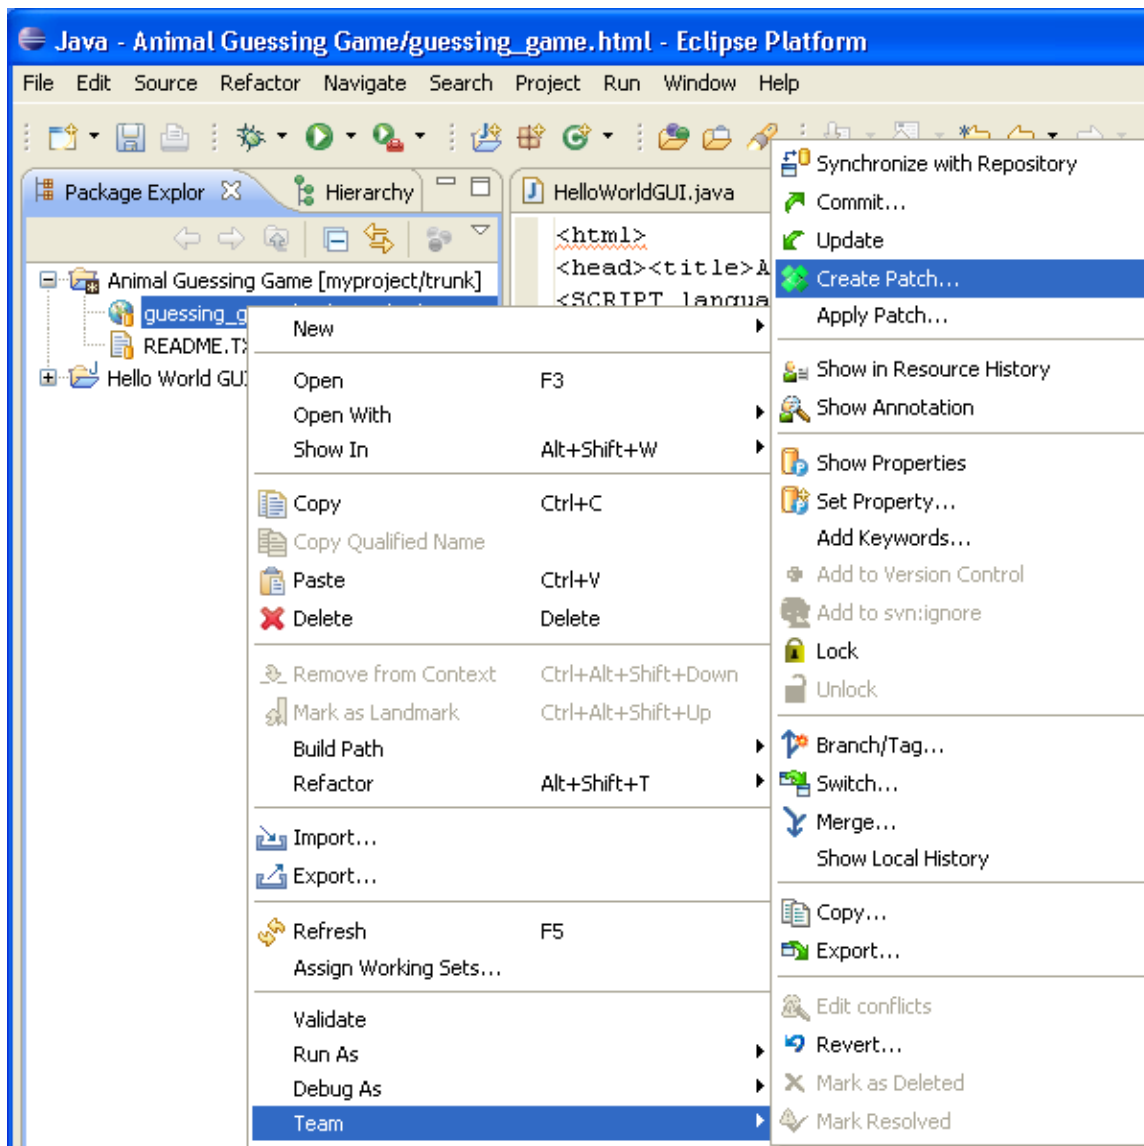 Java - Animal Guessing Game/guessing_game.html - Eclipse Platform
File Edit Source Refactor Navigate Search Project Run Window Help
Package Explor
Hierarchy
HelloWorldGUI.java
Animal Guessing Game [myproject/trunk]
guessing_g
README.TX
Hello World GUI
<html>
<head><title>A
<SCRIPT langua
New
Open F3
Open With
Show In Alt+Shift+W
Copy Ctrl+C
Copy Qualified Name
Paste Ctrl+V
Delete Delete
Remove from Context Ctrl+Alt+Shift+Down
Mark as Landmark Ctrl+Alt+Shift+Up
Build Path
Refactor Alt+Shift+T
Import...
Export...
Refresh F5
Assign Working Sets...
Validate
Run As
Debug As
Team
Synchronize with Repository
Commit...
Update
Create Patch...
Apply Patch...
Show in Resource History
Show Annotation
Show Properties
Set Property...
Add Keywords...
Add to Version Control
Add to svn:ignore
Lock
Unlock
Branch/Tag...
Switch...
Merge...
Show Local History
Copy...
Export...
Edit conflicts
Revert...
Mark as Deleted
Mark Resolved